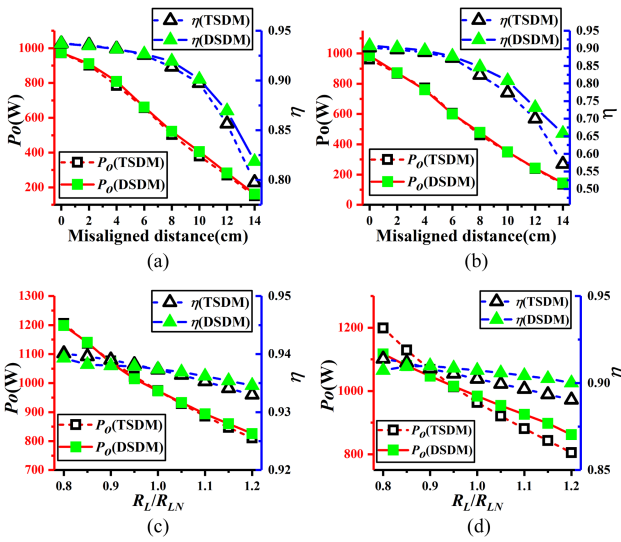 η(TSDM)
η(DSDM)
Po(TSDM)
Po(DSDM)
Po(W)
1000
800
600
400
200
0.95
0.90
0.85
0.80
η
0 2 4 6 8 10 12 14
Misaligned distance(cm)
(a)
η(TSDM)
η(DSDM)
Po(TSDM)
Po(DSDM)
Po(W)
1000
800
600
400
200
0
0.95
0.90
0.85
0.80
0.75
0.70
0.65
0.60
0.55
0.50
η
0 2 4 6 8 10 12 14
Misaligned distance(cm)
(b)
η(TSDM)
η(DSDM)
Po(TSDM)
Po(DSDM)
Po(W)
1300
1200
1100
1000
900
800
700
0.95
0.94
0.93
0.92
η
0.8 0.9 1.0 1.1 1.2
RL/RLN
(c)
η(TSDM)
η(DSDM)
Po(TSDM)
Po(DSDM)
Po(W)
1200
1000
800
0.95
0.90
0.85
η
0.8 0.9 1.0 1.1 1.2
RL/RLN
(d)